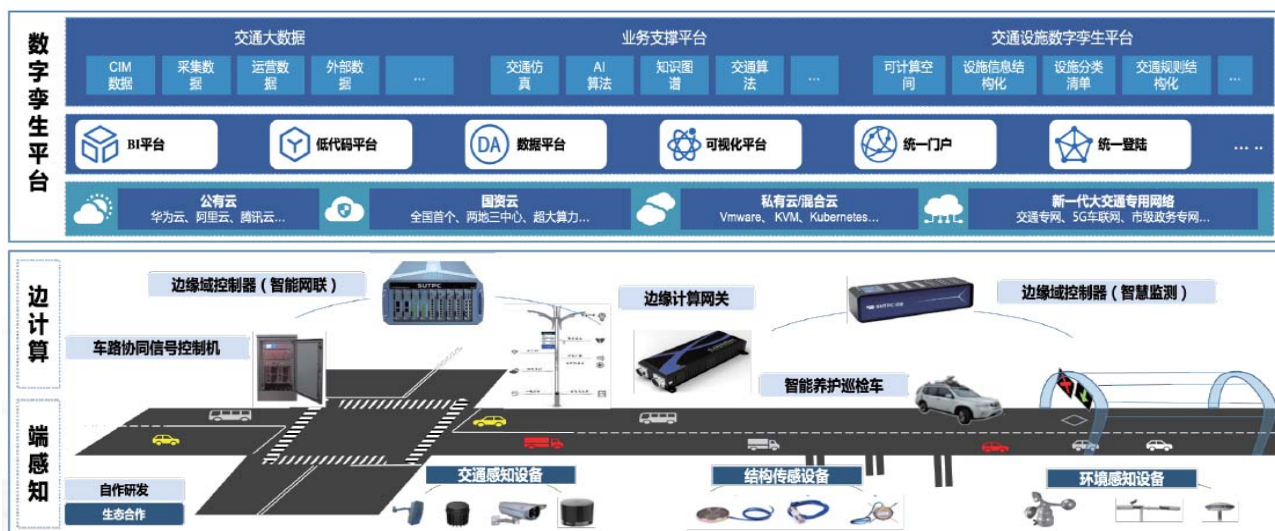 数字孪生平台
交通大数据
CIM
数据
采集数
据
运营数
据
外部数
据
...
业务支撑平台
交通仿
真
AI
算法
知识图
谱
交通算
法
...
交通设施数字孪生平台
可计算空
间
设施信息结
构化
设施分类
清单
交通规则结
构化
...
BI平台
低代码平台
DA
数据平台
可视化平台
统一门户
统一登陆
... ..
公有云
华为云、阿里云、腾讯云...
国资云
全国首个、两地三中心、超大算力...
私有云/混合云
Vmware、KVM、Kubernetes...
新一代大交通专用网络
交通专网、5G车联网、市级政务专网...
边计算
边缘域控制器（智能网联）
SUTPC
边缘计算网关
边缘域控制器（智慧监测）
车路协同信号控制机
智能养护巡检车
端感知
自作研发
生态合作
交通感知设备
结构传感设备
环境感知设备